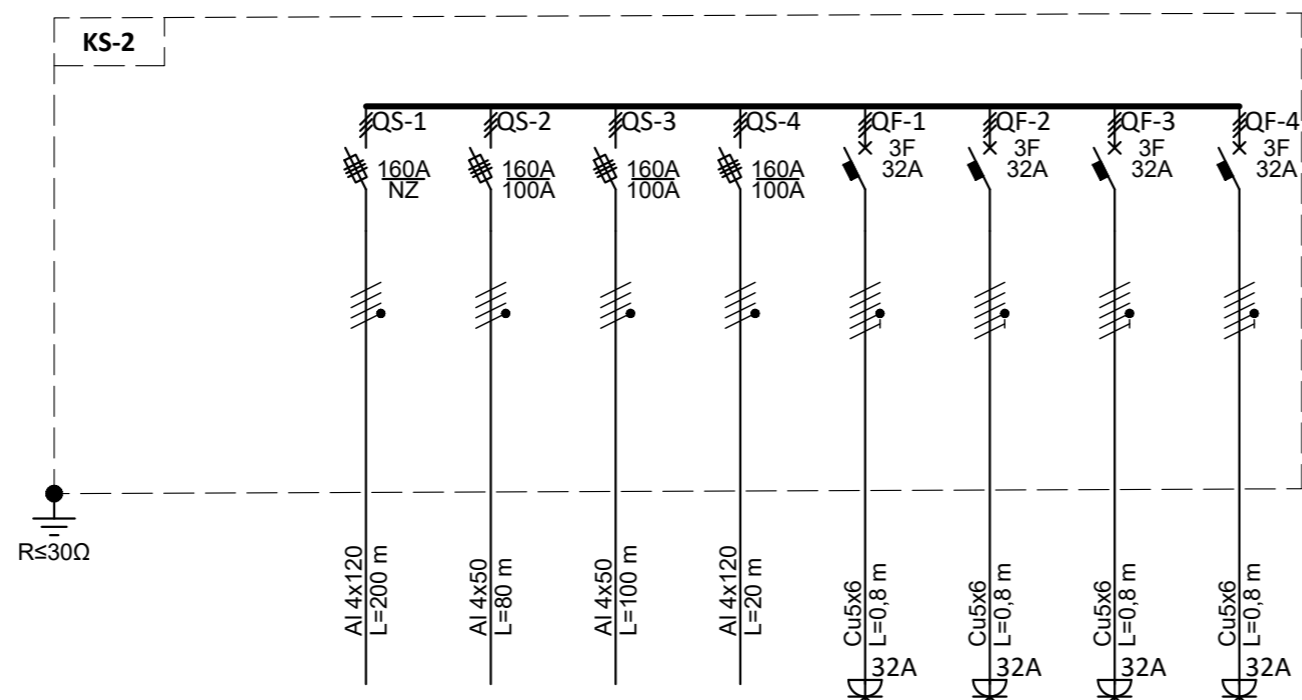 KS-2
QS-1 QS-2 QS-3 QS-4 QF-1 QF-2 QF-3 QF-4
160A 160A 160A 160A 3F 3F 3F 3F
NZ 100A 100A 100A 32A 32A 32A 32A
R≤30Ω
Al 4x120
L=200 m
Al 4x50
L=80 m
Al 4x50
L=100 m
Al 4x120
L=20 m
Cu5x6
L=0,8 m
Cu5x6
L=0,8 m
Cu5x6
L=0,8 m
Cu5x6
L=0,8 m
32A 32A 32A 32A